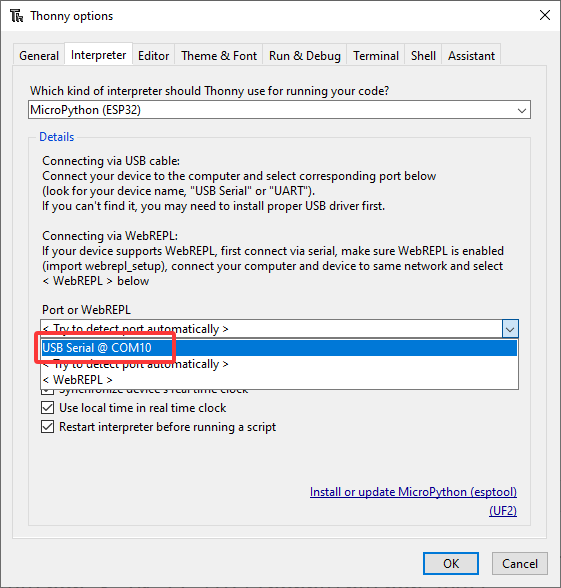 Thonny options
General
Interpreter
Editor
Theme & Font
Run & Debug
Terminal
Shell
Assistant
Which kind of interpreter should Thonny use for running your code?
MicroPython (ESP32)
Details
Connecting via USB cable:
Connect your device to the computer and select corresponding port below
(look for your device name, "USB Serial" or "UART").
If you can't find it, you may need to install proper USB driver first.
Connecting via WebREPL:
If your device supports WebREPL, first connect via serial, make sure WebREPL is enabled
(import webrepl_setup), connect your computer and device to same network and select
< WebREPL > below
Port or WebREPL
< Try to detect port automatically >
USB Serial @ COM10
< Try to detect port automatically >
< WebREPL >
Synchronize device's real time clock
Use local time in real time clock
Restart interpreter before running a script
Install or update MicroPython (esptool)
(UF2)
OK
Cancel